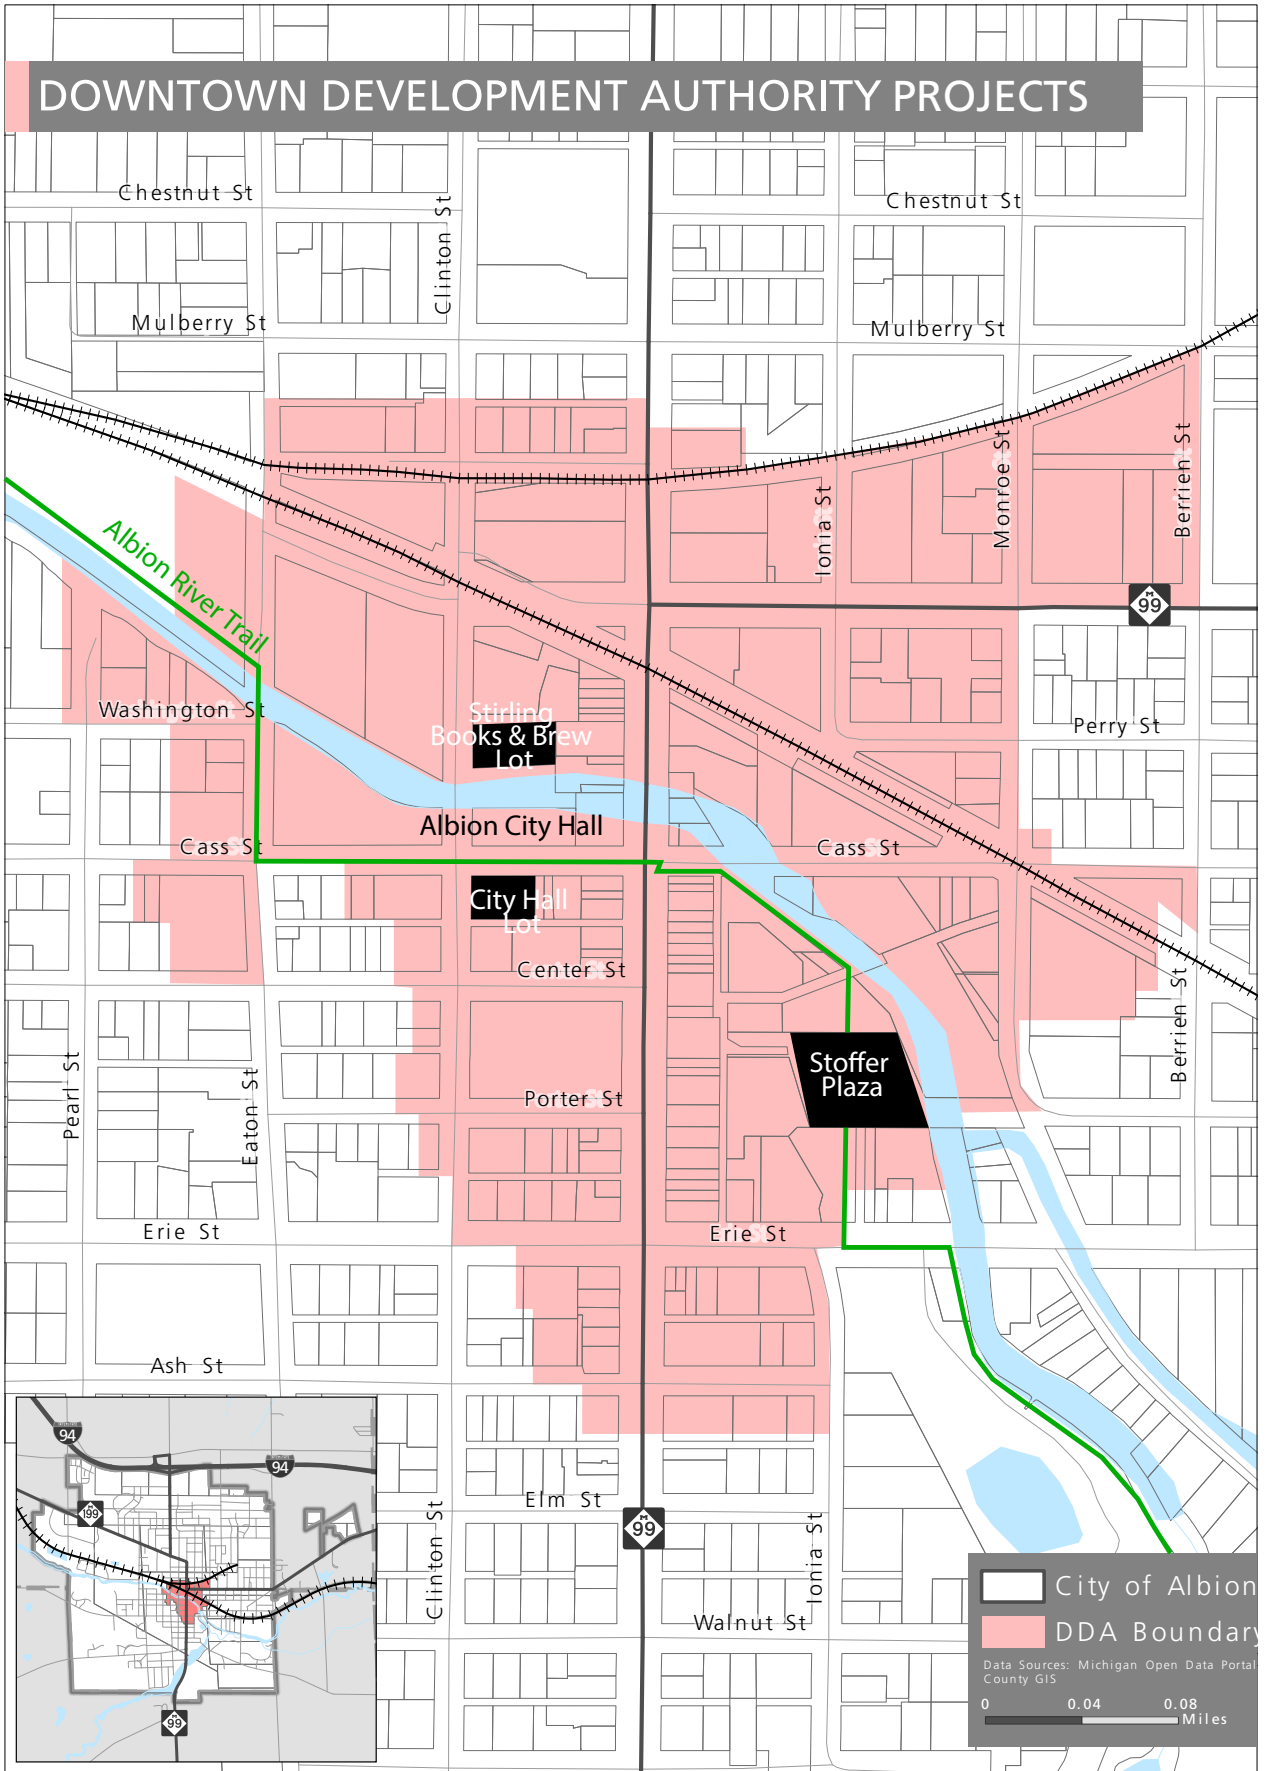 DOWNTOWN DEVELOPMENT AUTHORITY PROJECTS
Chestnut St
Chestnut St
Clinton St
Mulberry St
Mulberry St
Ionia St
Monroe St
Berrien St
Albion River Trail
M
99
Washington St
Stirling
Books & Brew
Lot
Perry St
Albion City Hall
Cass St
Cass St
City Hall
Lot
Center St
Berrien St
Stoffer
Plaza
Pearl St
Eaton St
Porter St
Erie St
Erie St
Ash St
Elm St
M
99
Clinton St
Ionia St
Walnut St
94
94
M
199
M
99
City of Albion
DDA Boundary
Data Sources: Michigan Open Data Portal
County GIS
0 0.04 0.08
Miles